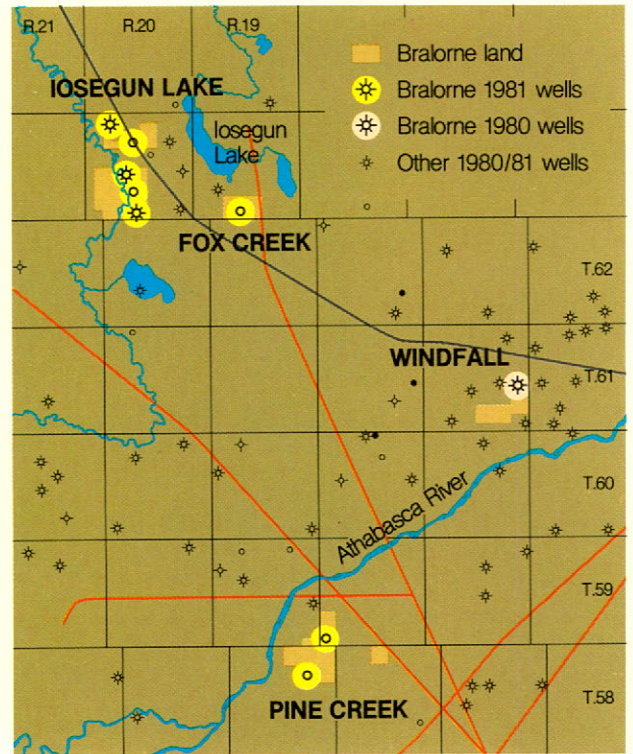 R.21
R.20
R.19
Bralorne land
Bralorne 1981 wells
Bralorne 1980 wells
Other 1980/81 wells
IOSEGUN LAKE
Iosegun
Lake
FOX CREEK
T.62
WINDFALL
T.61
T.60
Athabasca River
T.59
T.58
PINE CREEK